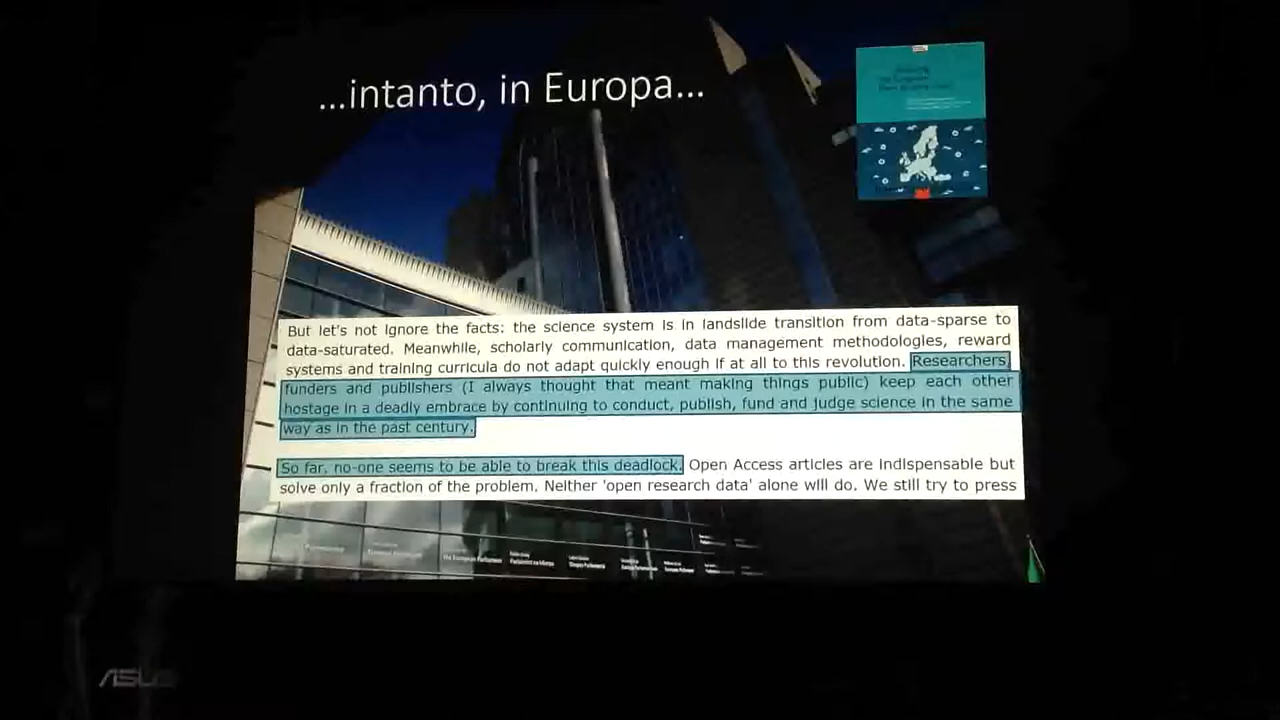 ...intanto, in Europa...
But let's not ignore the facts: the science system is in landslide transition from data-sparse to
data-saturated. Meanwhile, scholarly communication, data management methodologies, reward
systems and training curricula do not adapt quickly enough if at all to this revolution. Researchers,
funders and publishers (I always thought that meant making things public) keep each other
hostage in a deadly embrace by continuing to conduct, publish, fund and judge science in the same
way as in the past century.
So far, no-one seems to be able to break this deadlock. Open Access articles are indispensable but
solve only a fraction of the problem. Neither 'open research data' alone will do. We still try to press
ASUS